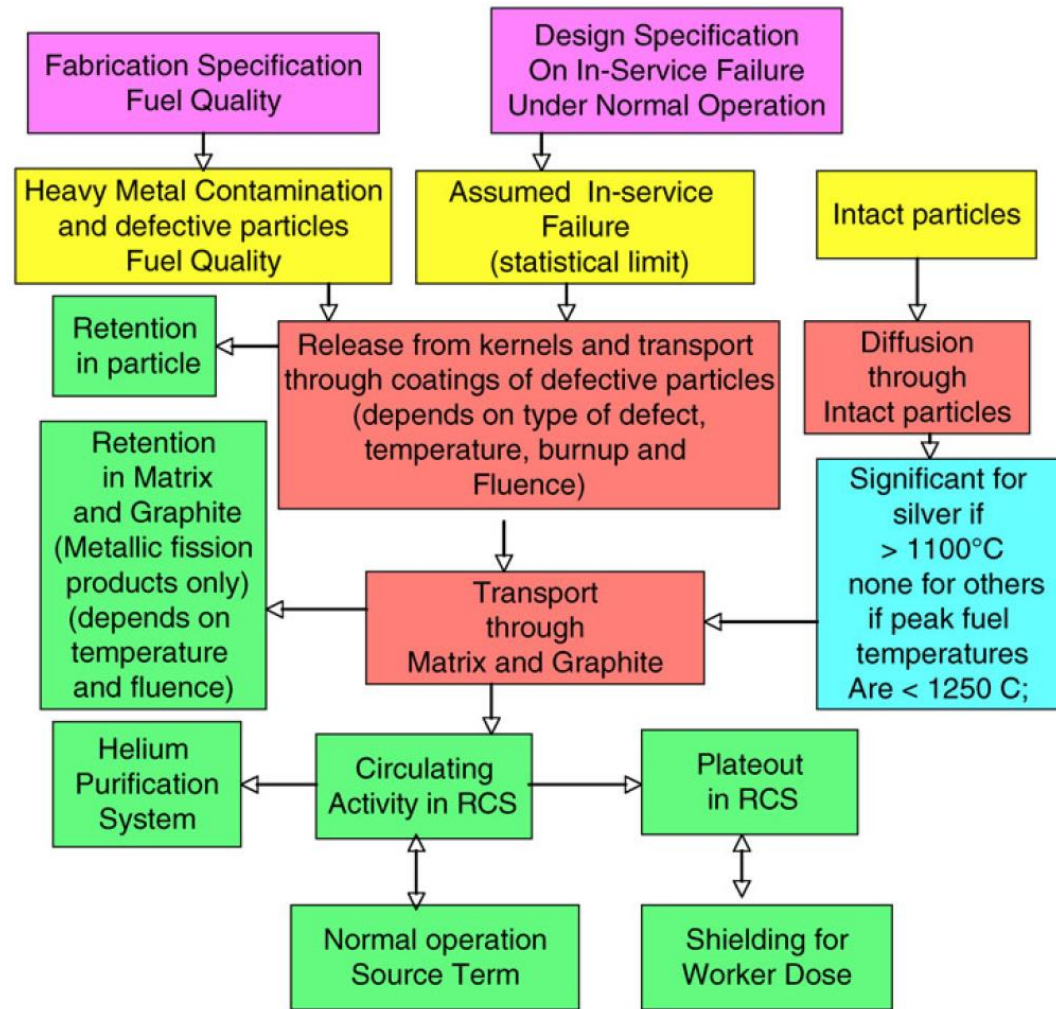 Fabrication Specification
Fuel Quality
Design Specification
On In-Service Failure
Under Normal Operation
Heavy Metal Contamination
and defective particles
Fuel Quality
Assumed In-service
Failure
(statistical limit)
Intact particles
Retention
in particle
Release from kernels and transport
through coatings of defective particles
(depends on type of defect,
temperature, burnup and
Fluence)
Diffusion
through
Intact particles
Retention
in Matrix
and Graphite
(Metallic fission
products only)
(depends on
temperature
and fluence)
Significant for
silver if
> 1100°C
none for others
if peak fuel
temperatures
Are < 1250 C;
Transport
through
Matrix and Graphite
Helium
Purification
System
Circulating
Activity in RCS
Plateout
in RCS
Normal operation
Source Term
Shielding for
Worker Dose